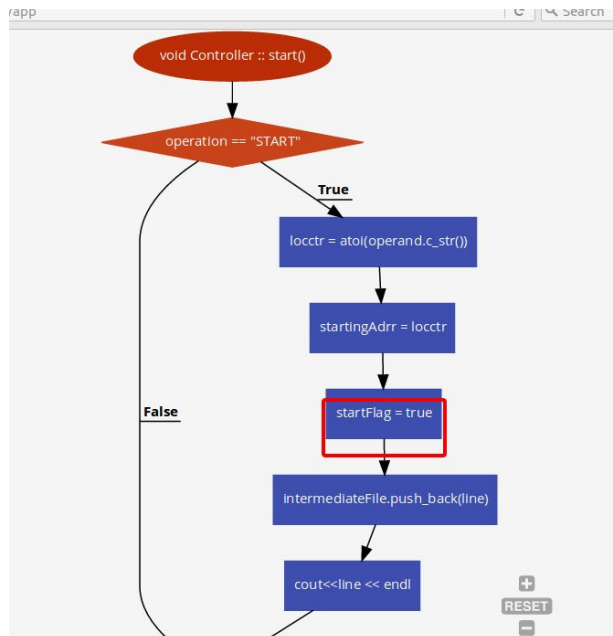 yapp
Search
void Controller :: start()
operation == "START"
True
locctr = atoi(operand.c_str())
startingAdrr = locctr
startFlag = true
False
intermediateFile.push_back(line)
cout<<line << endl
RESET